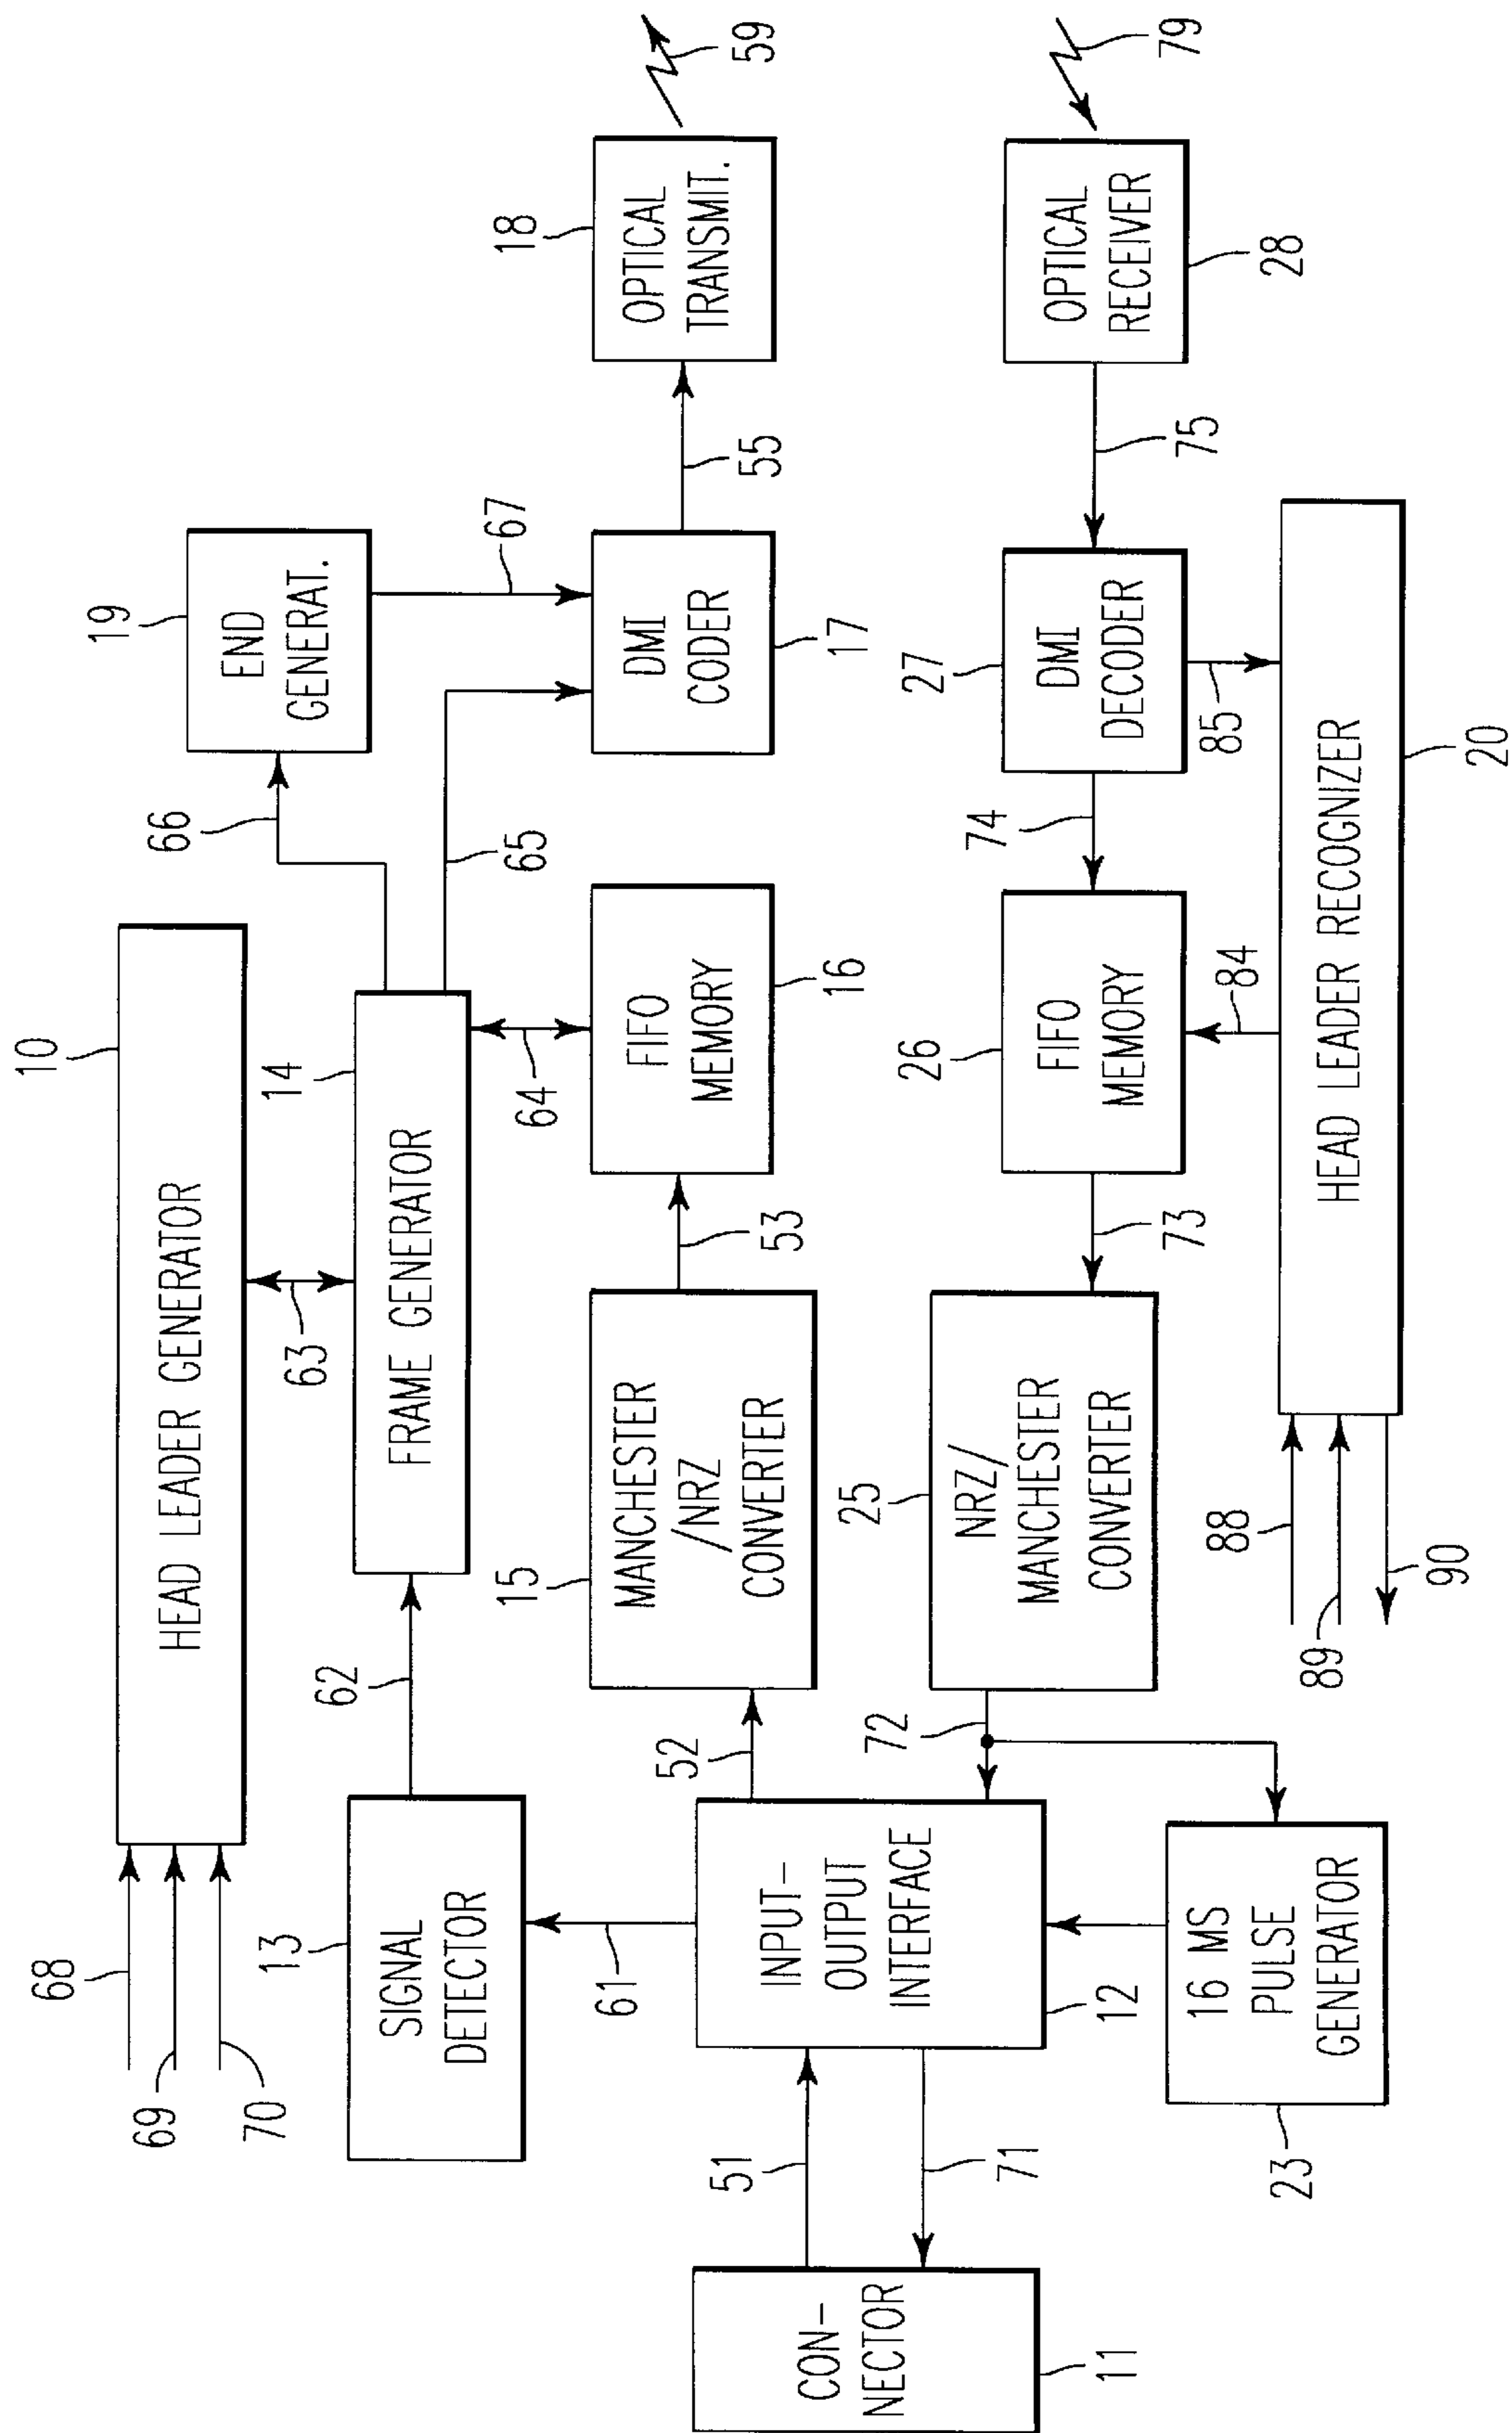 10
HEAD LEADER GENERATOR
68
69
70
63
14
FRAME GENERATOR
62
66
65
19
END
GENERAT.
67
13
SIGNAL
DETECTOR
61
64
15
MANCHESTER
/NRZ
CONVERTER
52
53
FIFO
MEMORY
16
DMI
CODER
17
55
18
OPTICAL
TRANSMIT.
59
CON-
NECTOR
11
51
71
INPUT-
OUTPUT
INTERFACE
12
72
25
NRZ/
MANCHESTER
CONVERTER
73
26
FIFO
MEMORY
74
27
DMI
DECODER
75
OPTICAL
RECEIVER
28
79
16 MS
PULSE
GENERATOR
23
84
85
88
89
90
HEAD LEADER RECOGNIZER
20